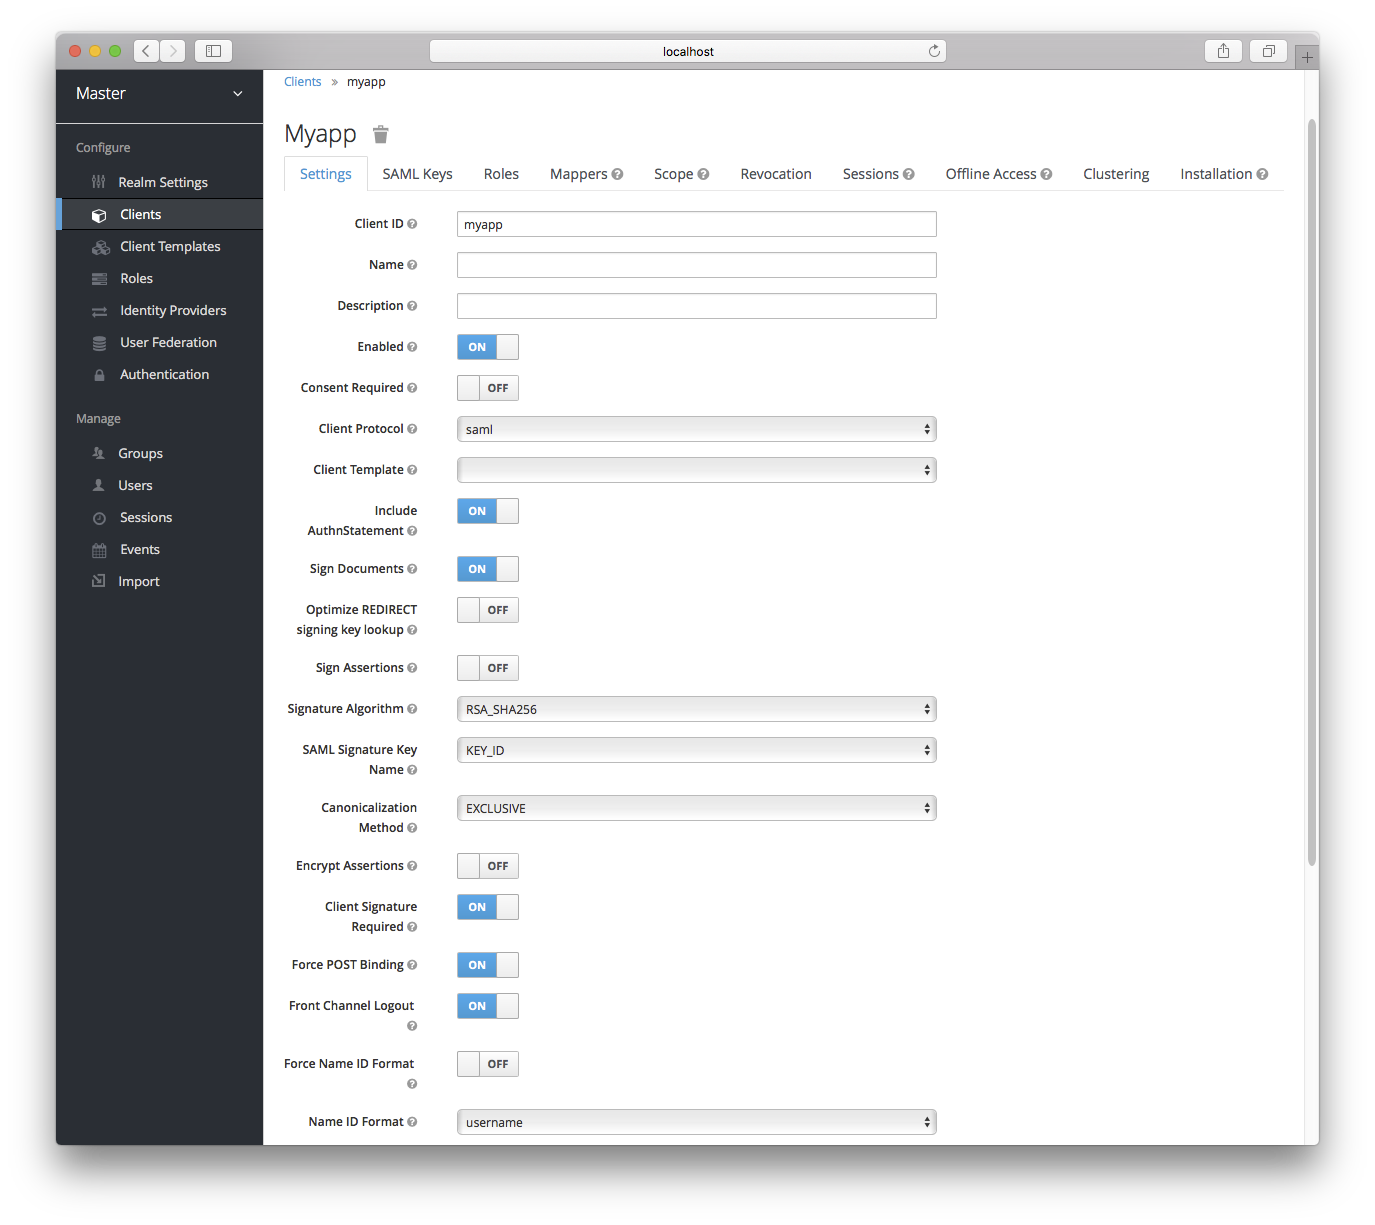 localhost
Master
Clients » myapp
Configure
Realm Settings
Clients
Client Templates
Roles
Identity Providers
User Federation
Authentication
Manage
Groups
Users
Sessions
Events
Import
Myapp
Settings SAML Keys Roles Mappers Scope Revocation Sessions Offline Access Clustering Installation
Client ID myapp
Name
Description
Enabled ON
Consent Required OFF
Client Protocol saml
Client Template
Include
AuthnStatement ON
Sign Documents ON
Optimize REDIRECT
signing key lookup OFF
Sign Assertions OFF
Signature Algorithm RSA_SHA256
SAML Signature Key
Name KEY_ID
Canonicalization
Method EXCLUSIVE
Encrypt Assertions OFF
Client Signature
Required ON
Force POST Binding ON
Front Channel Logout ON
Force Name ID Format OFF
Name ID Format username